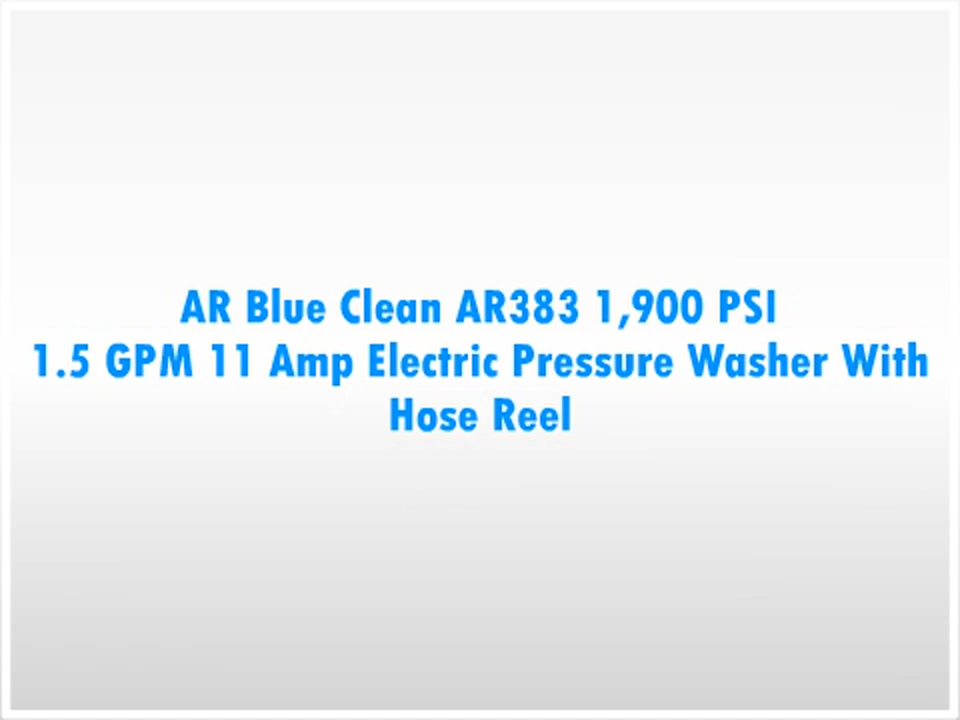 AR Blue Clean AR383 1,900 PSI
1.5 GPM 11 Amp Electric Pressure Washer With
Hose Reel